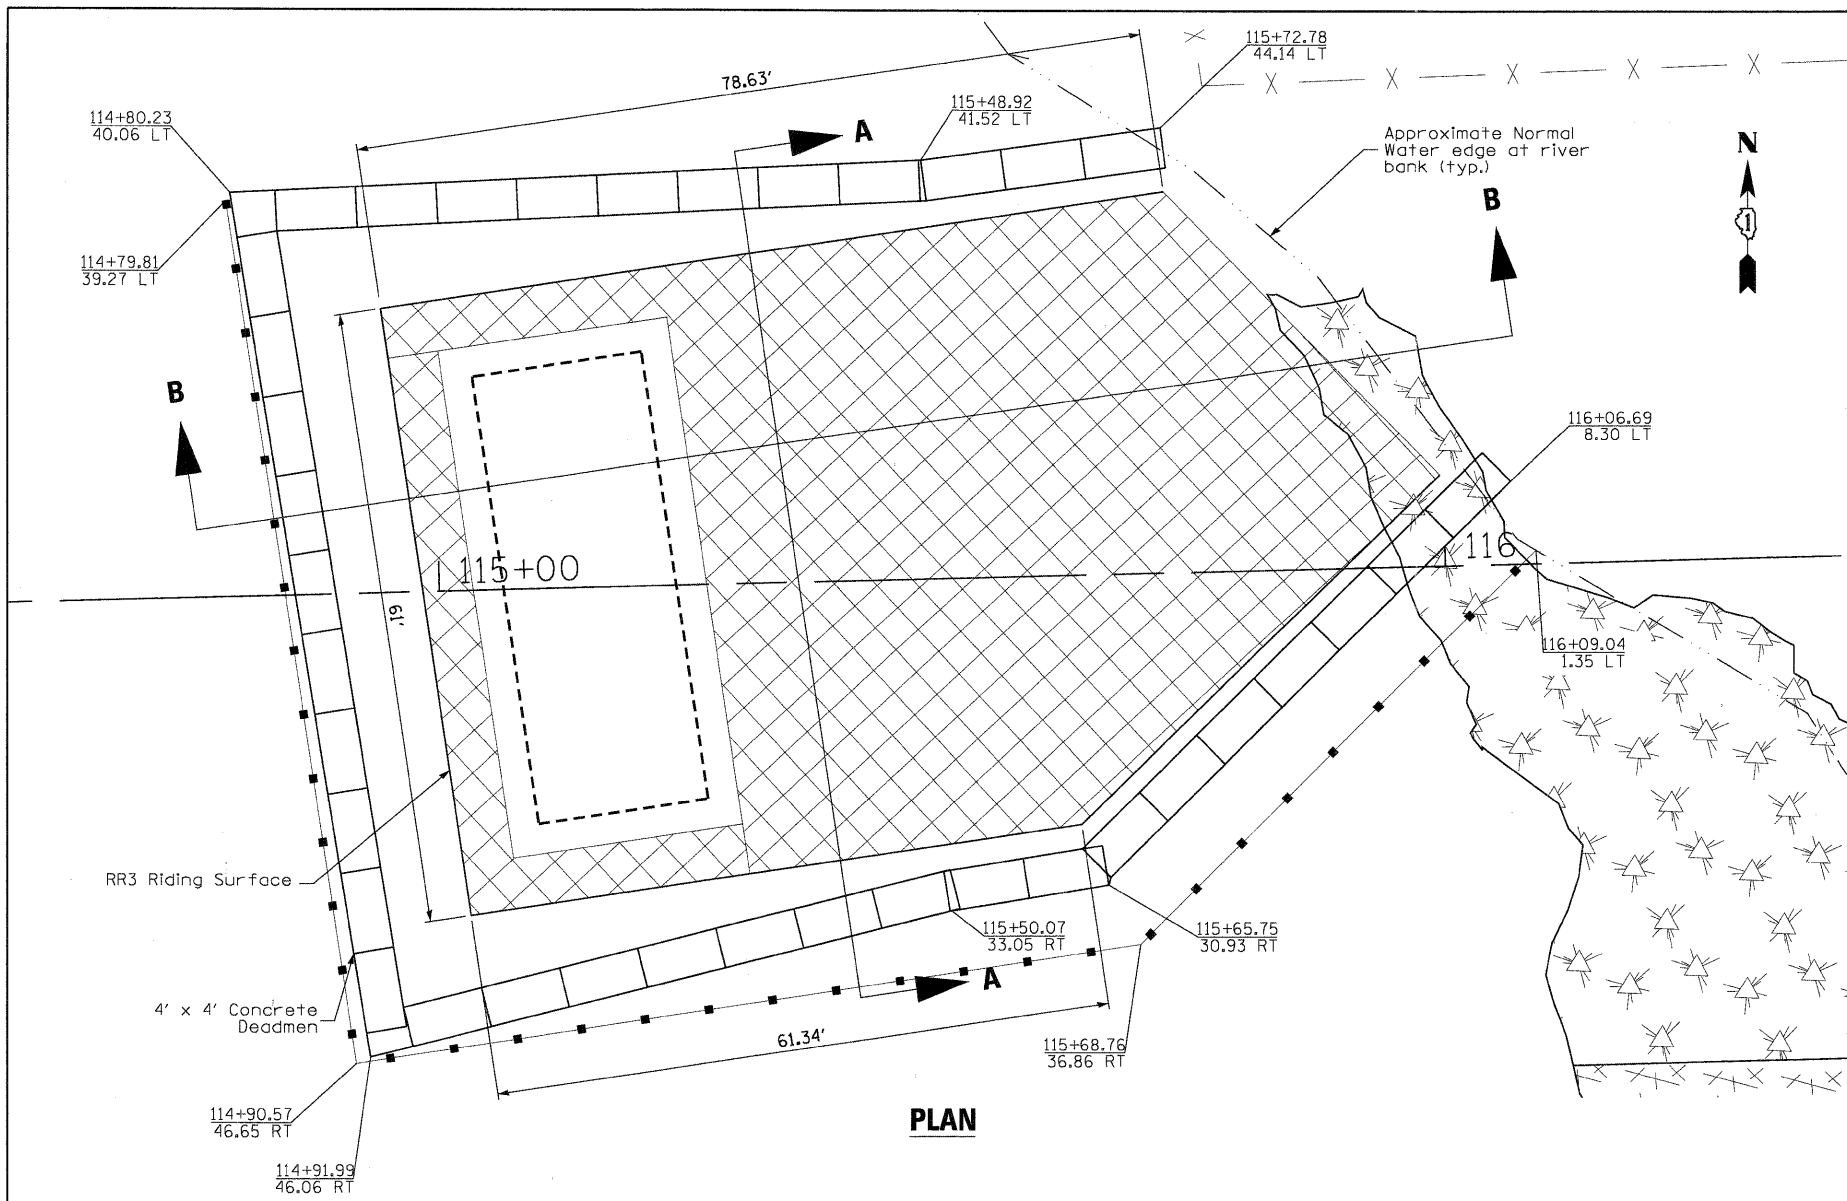 115+72.78
44.14 LT
78.63'
115+48.92
41.52 LT
A
114+80.23
40.06 LT
Approximate Normal
Water edge at river
bank (typ.)
N
1
B
114+79.81
39.27 LT
B
116+06.69
8.30 LT
115+00
116
61'
116+09.04
1.35 LT
RR3 Riding Surface
115+50.07
33.05 RT
115+65.75
30.93 RT
A
4' x 4' Concrete
Deadmen
61.34'
115+68.76
36.86 RT
114+90.57
46.65 RT
PLAN
114+91.99
46.06 RT